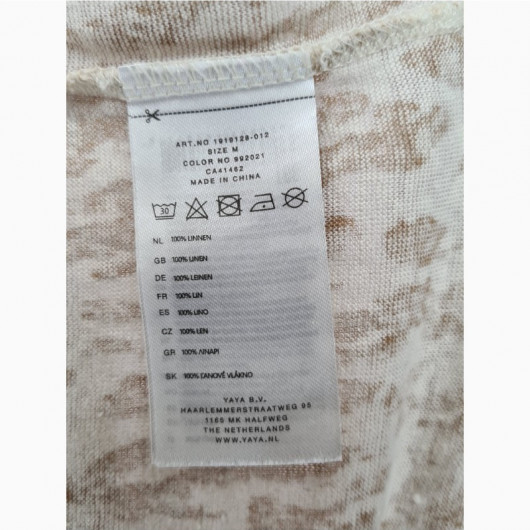 ART.NO 1919128-012
SIZE M
COLOR NO 992021
CA41462
MADE IN CHINA
30
NL 100% LINNEN
GB 100% LINEN
DE 100% LEINEN
FR 100% LIN
ES 100% LINO
CZ 100% LEN
GR 100% ΛΙΝΑΡΙ
SK 100% ĽANOVÉ VLÁKNO
YAYA B.V.
HAARLEMMERSTRAATWEG 95
1165 MK HALFWEG
THE NETHERLANDS
WWW.YAYA.NL